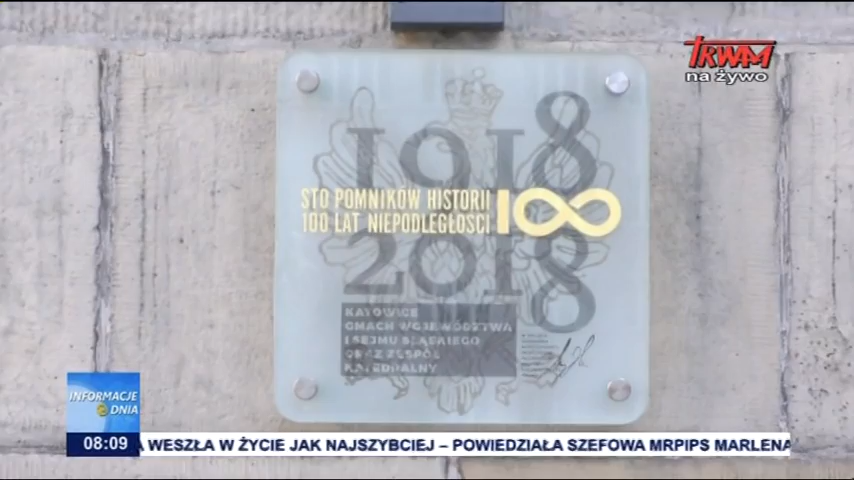 TRWAM
na żywo
1918
STO POMNIKÓW HISTORII
100 LAT NIEPODLEGŁOŚCI
100
2018
KATOWICE
GMACH WOJEWÓDZTWA
I SEJMU ŚLĄSKIEGO
ORAZ ZESPÓŁ
KATEDRALNY
INFORMACJE
DNIA
08:09
A WESZŁA W ŻYCIE JAK NAJSZYBCIEJ – POWIEDZIAŁA SZEFOWA MRPIPS MARLENA